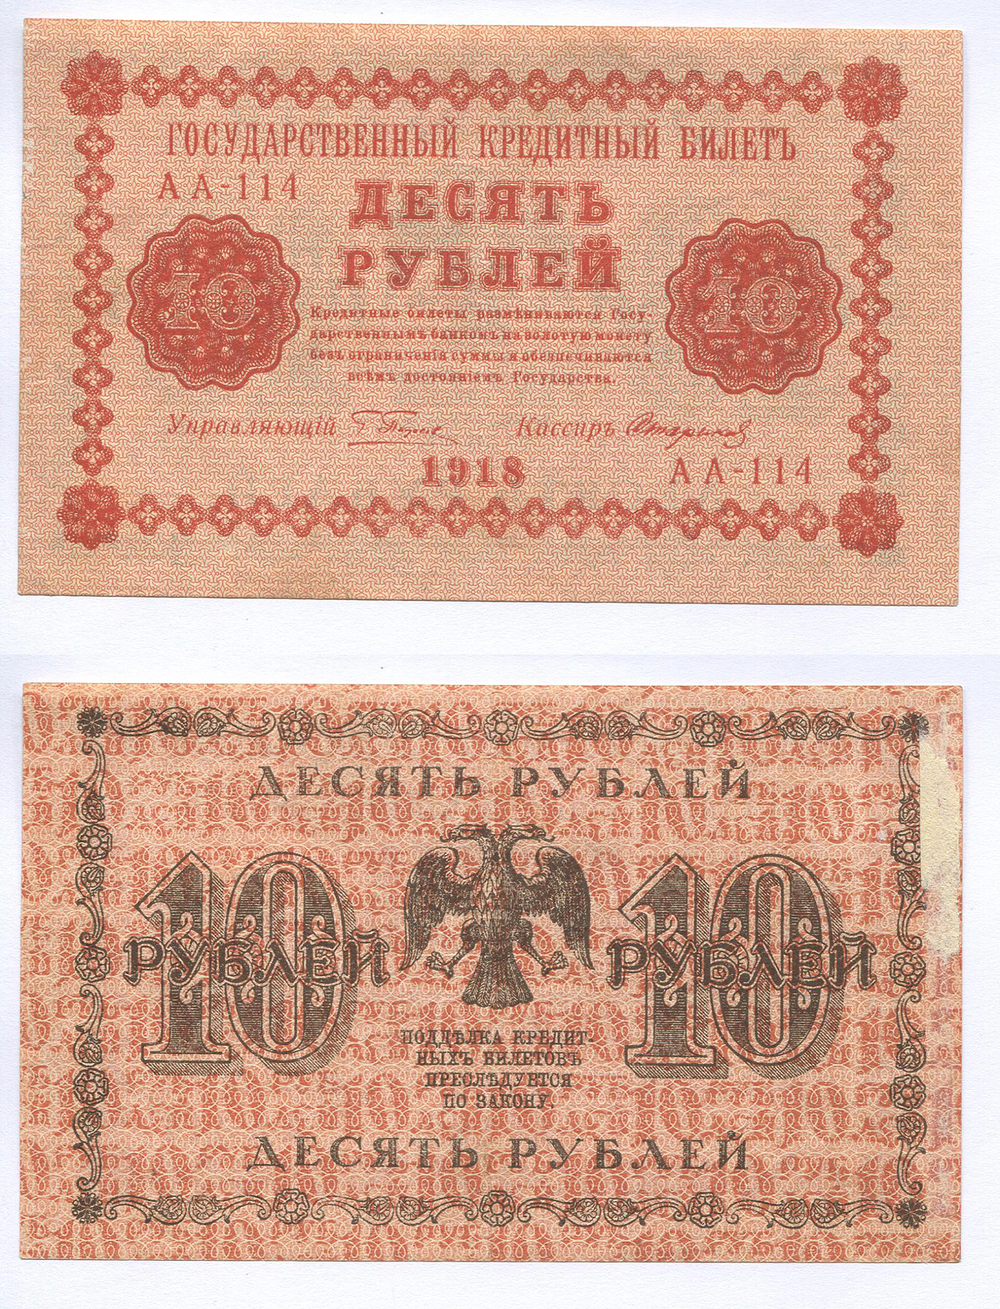 ГОСУДАРСТВЕННЫЙ КРЕДИТНЫЙ БИЛЕТЪ
АА-114
ДЕСЯТЬ
РУБЛЕЙ
10
10
Кредитные билеты размѣниваются Госу-
дарственнымъ банкомъ на золотую монету
безъ ограниченія суммы и обезпечиваются
всѣмъ достояніемъ Государства.
Управляющій
Кассиръ
1918
АА-114
ДЕСЯТЬ РУБЛЕЙ
10
РУБЛЕЙ
10
РУБЛЕЙ
ПОДДѢЛКА КРЕДИТ-
НЫХЪ БИЛЕТОВЪ
ПРЕСЛѢДУЕТСЯ
ПО ЗАКОНУ.
ДЕСЯТЬ РУБЛЕЙ